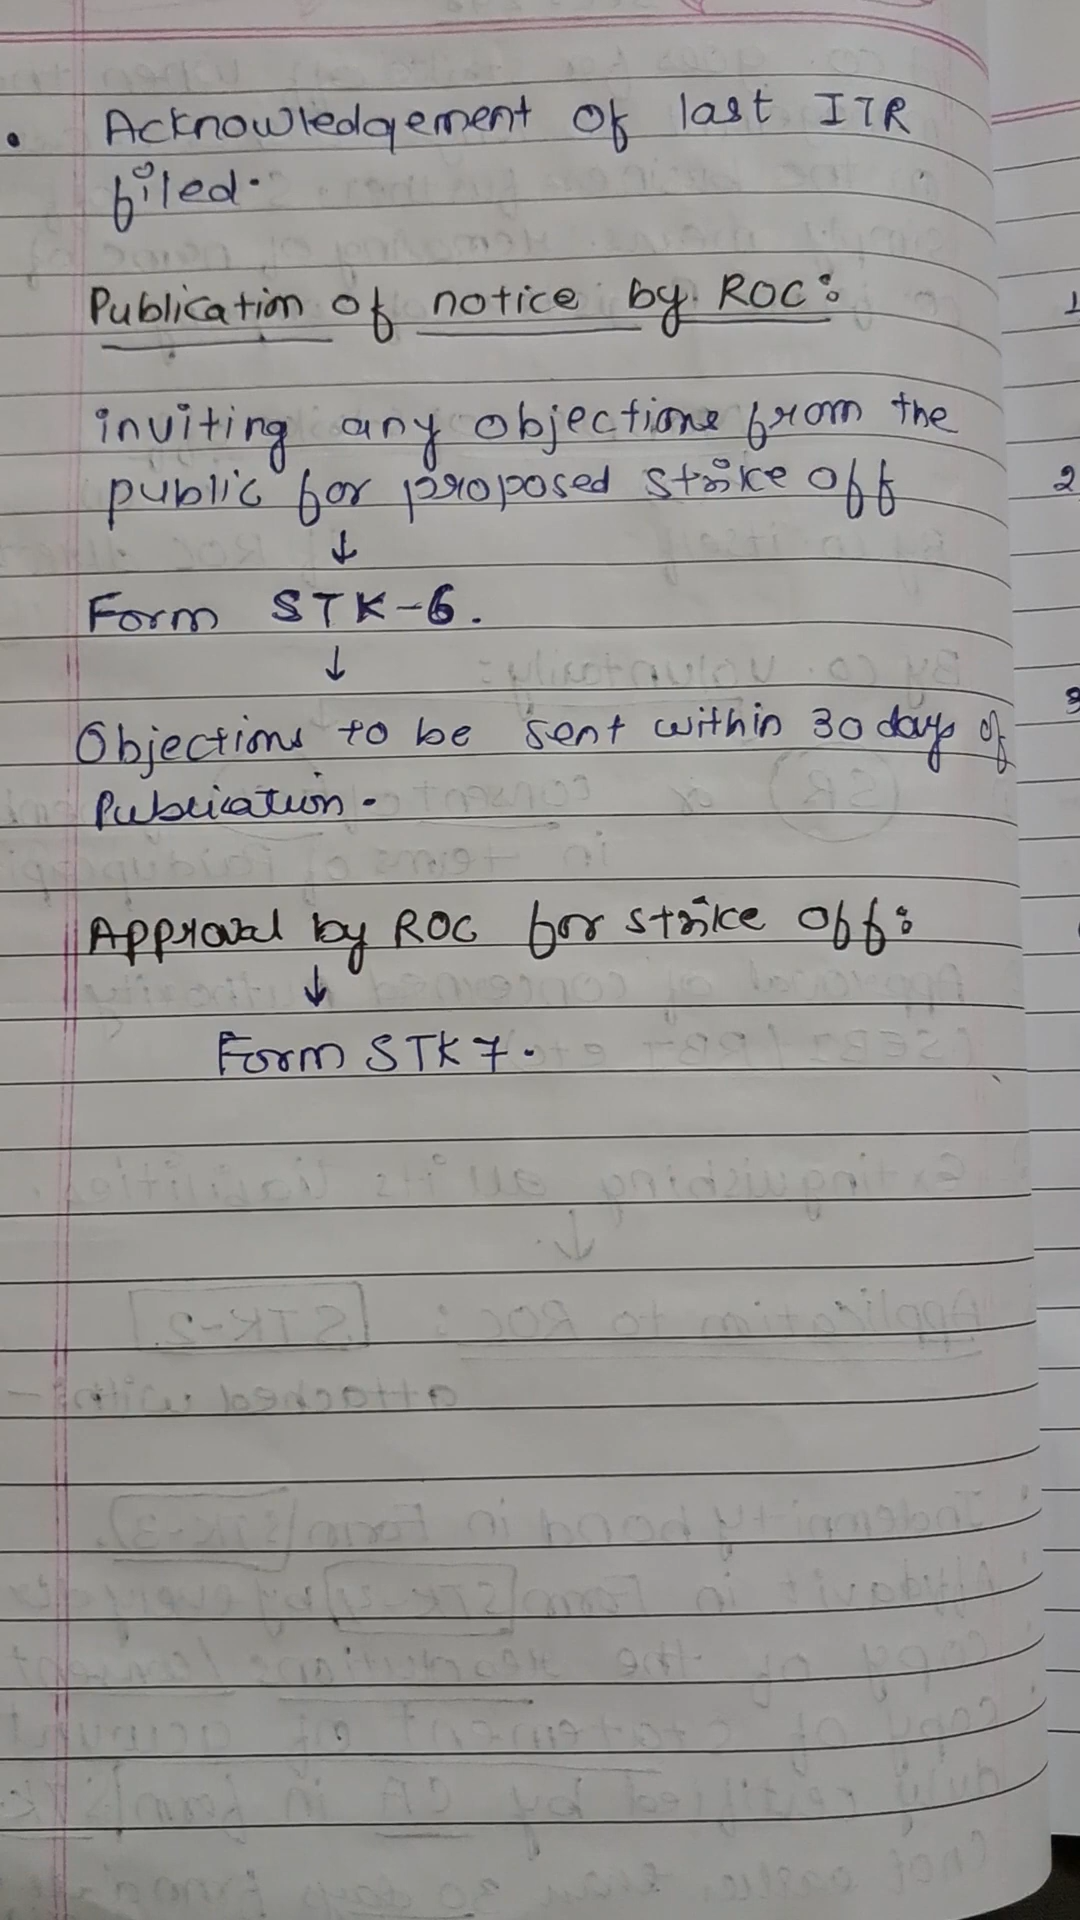 • Acknowledgement of last ITR
filed.
Publication of notice by ROC:
inviting any objections from the
public for proposed strike off
↓
Form STK-6.
↓
Objections to be sent within 30 days of
Publication.
Approval by ROC for strike off:
↓
Form STK 7.